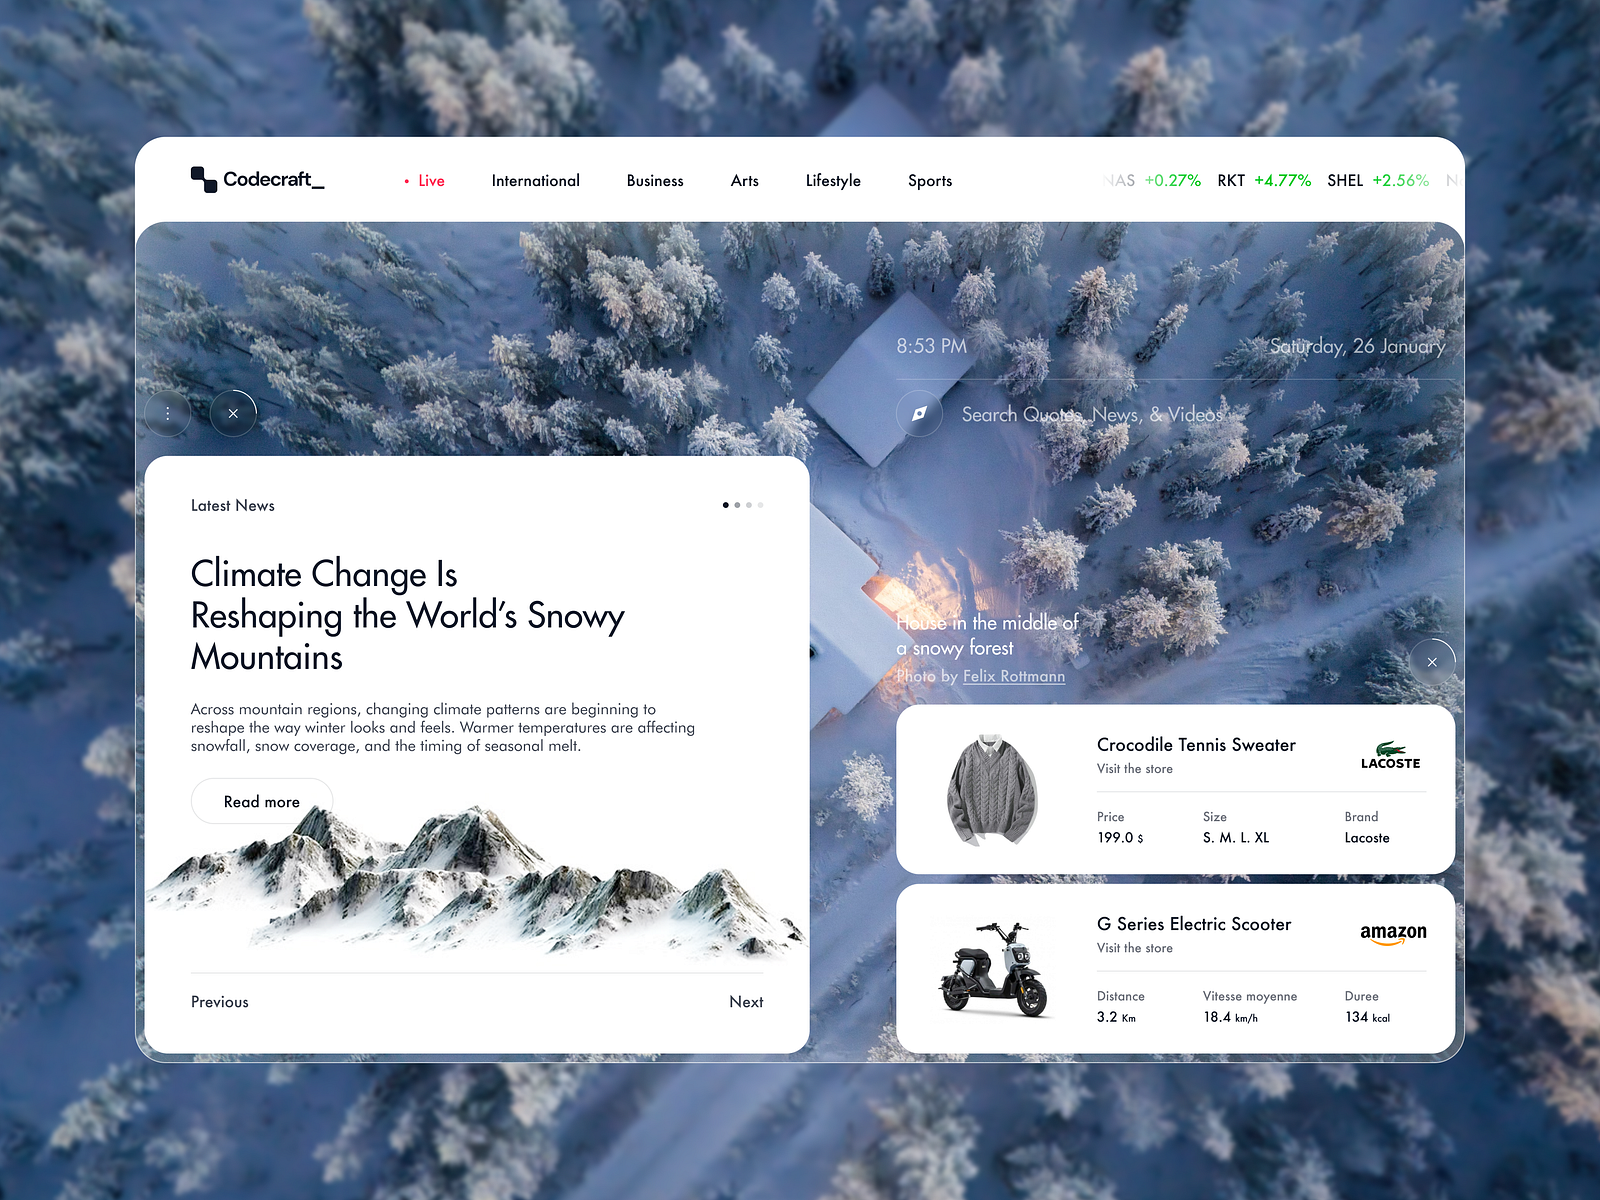 Codecraft_
Live
International
Business
Arts
Lifestyle
Sports
NAS +0.27% RKT +4.77% SHEL +2.56% N
8:53 PM
Saturday, 26 January
Search Quotes, News, & Videos
Latest News
Climate Change Is
Reshaping the World’s Snowy
Mountains
Across mountain regions, changing climate patterns are beginning to
reshape the way winter looks and feels. Warmer temperatures are affecting
snowfall, snow coverage, and the timing of seasonal melt.
Read more
Previous
Next
House in the middle of
a snowy forest
Photo by Felix Rottmann
Crocodile Tennis Sweater
Visit the store
LACOSTE
Price
Size
Brand
199.0 $
S. M. L. XL
Lacoste
G Series Electric Scooter
Visit the store
amazon
Distance
Vitesse moyenne
Duree
3.2 Km
18.4 km/h
134 kcal